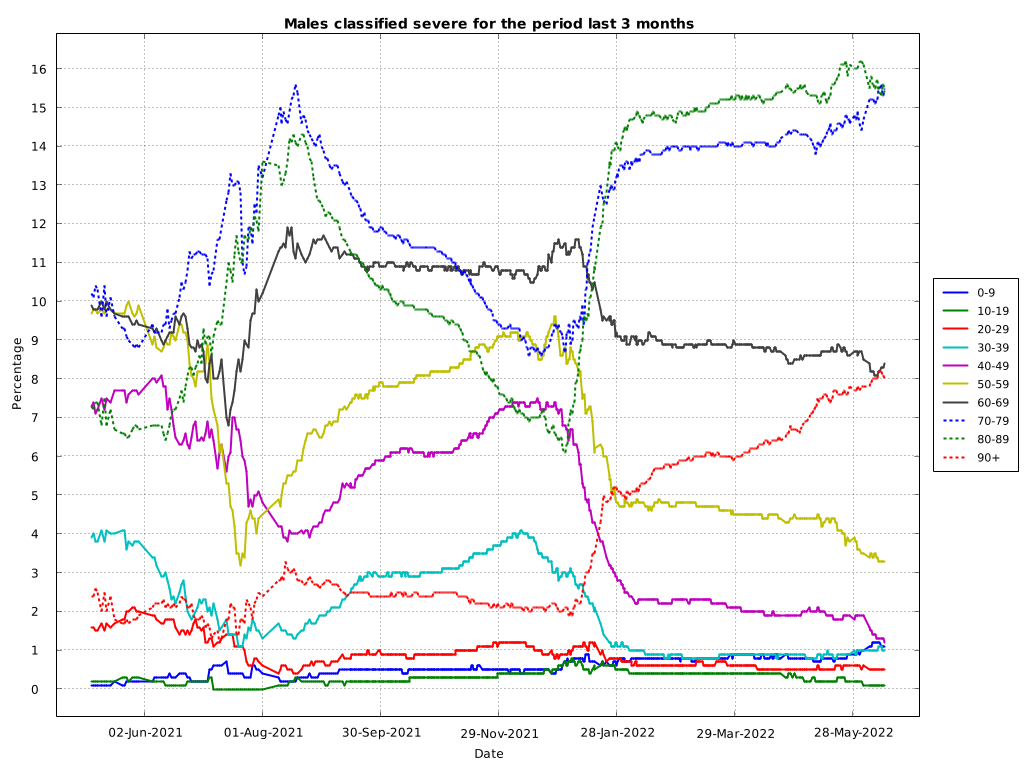 Males classified severe for the period last 3 months
16
15
14
13
12
11
10
9
8
7
6
5
4
3
2
1
0
Percentage
02-Jun-2021
01-Aug-2021
30-Sep-2021
29-Nov-2021
28-Jan-2022
29-Mar-2022
28-May-2022
Date
0-9
10-19
20-29
30-39
40-49
50-59
60-69
70-79
80-89
90+